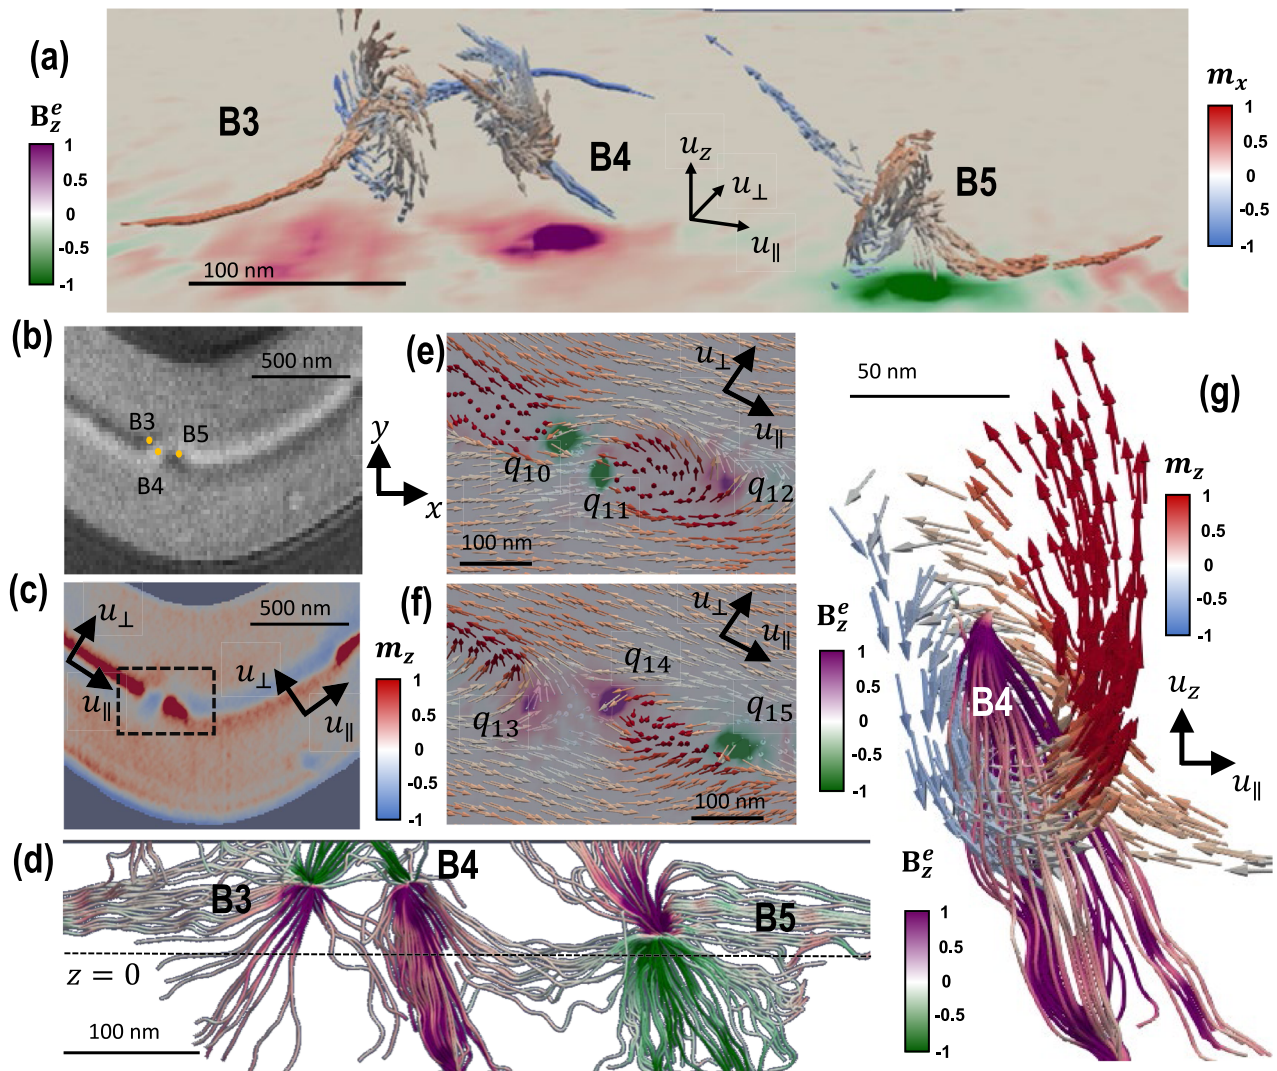 (a)
B_z^e
1
0.5
0
-0.5
-1
B3
B4
B5
u_z
u_⊥
u_∥
100 nm
m_x
1
0.5
0
-0.5
-1
(b)
500 nm
B3
B5
B4
y
x
(c)
500 nm
u_⊥
u_∥
u_⊥
u_∥
m_z
1
0.5
0
-0.5
-1
(d)
B3
B4
B5
z = 0
100 nm
(e)
u_⊥
u_∥
q_10
q_11
q_12
100 nm
(f)
u_⊥
u_∥
q_13
q_14
q_15
100 nm
B_z^e
1
0.5
0
-0.5
-1
(g)
50 nm
m_z
1
0.5
0
-0.5
-1
B4
u_z
u_∥
B_z^e
1
0.5
0
-0.5
-1